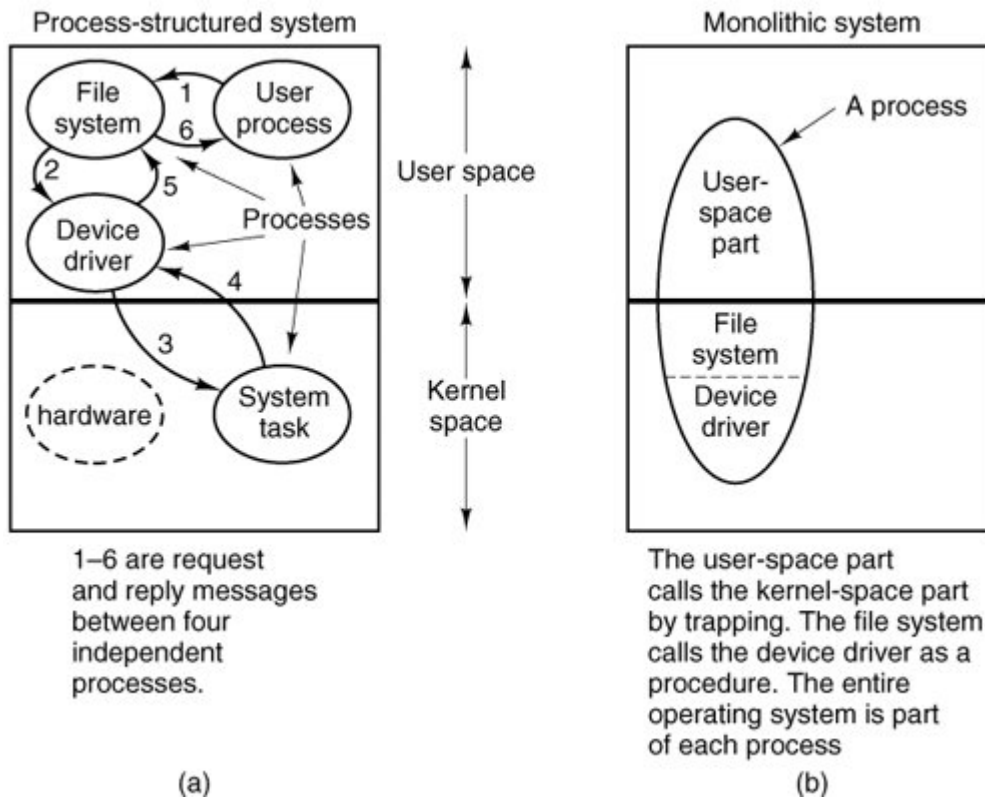 Process-structured system
File
system
1
User
process
6
2
5
Device
driver
Processes
4
3
hardware
System
task
User space
Kernel
space
1–6 are request
and reply messages
between four
independent
processes.
(a)
Monolithic system
A process
User-
space
part
File
system
Device
driver
The user-space part
calls the kernel-space part
by trapping. The file system
calls the device driver as a
procedure. The entire
operating system is part
of each process
(b)